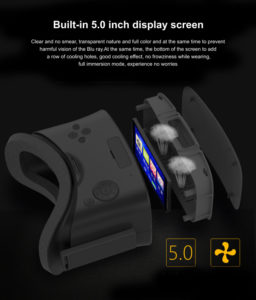 Built-in 5.0 inch display screen
Clear and no smear, transparent nature and full color and at the same time to prevent
harmful vision of the Blu ray.At the same time, the bottom of the screen to add
a row of cooling holes, good cooling effect, no frowziness while wearing,
full immersion mode, experience no worries.
5.0